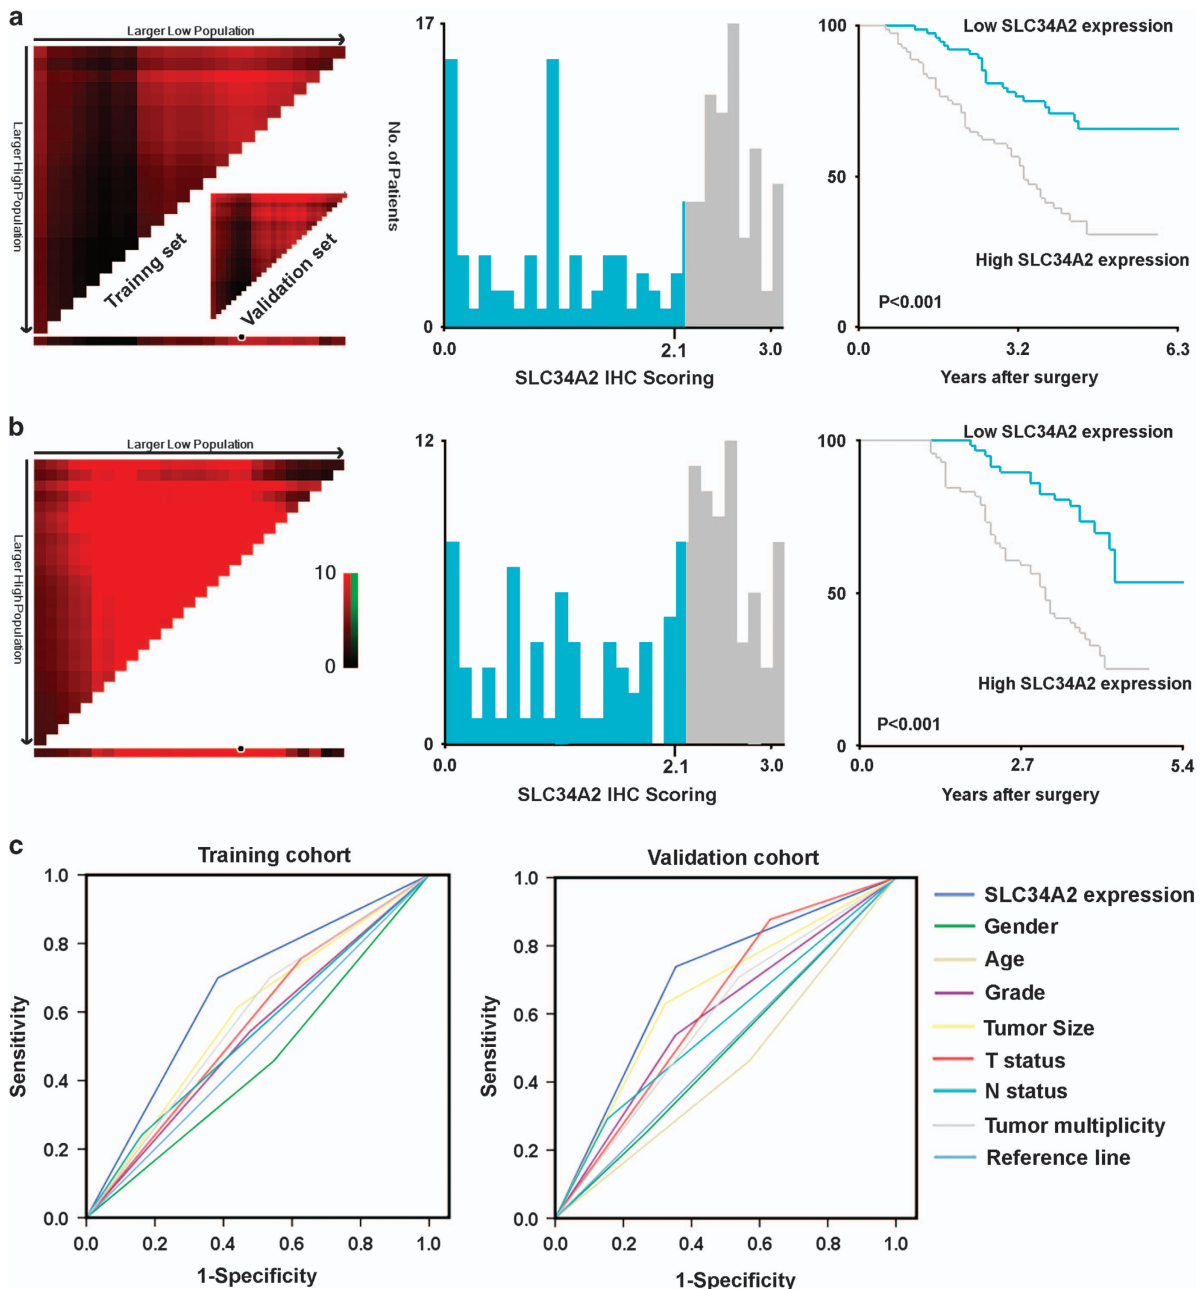 a
Larger Low Population
Larger High Population
Trainng set
Validation set
17
No. of Patients
0
0.0
2.1
3.0
SLC34A2 IHC Scoring
100
Low SLC34A2 expression
50
High SLC34A2 expression
P<0.001
0
0.0
3.2
6.3
Years after surgery
b
Larger Low Population
Larger High Population
10
0
12
0
0.0
2.1
3.0
SLC34A2 IHC Scoring
100
Low SLC34A2 expression
50
High SLC34A2 expression
P<0.001
0
0.0
2.7
5.4
Years after surgery
c
Training cohort
1.0
0.8
0.6
0.4
0.2
0.0
Sensitivity
0.0
0.2
0.4
0.6
0.8
1.0
1-Specificity
Validation cohort
1.0
0.8
0.6
0.4
0.2
0.0
Sensitivity
0.0
0.2
0.4
0.6
0.8
1.0
1-Specificity
SLC34A2 expression
Gender
Age
Grade
Tumor Size
T status
N status
Tumor multiplicity
Reference line